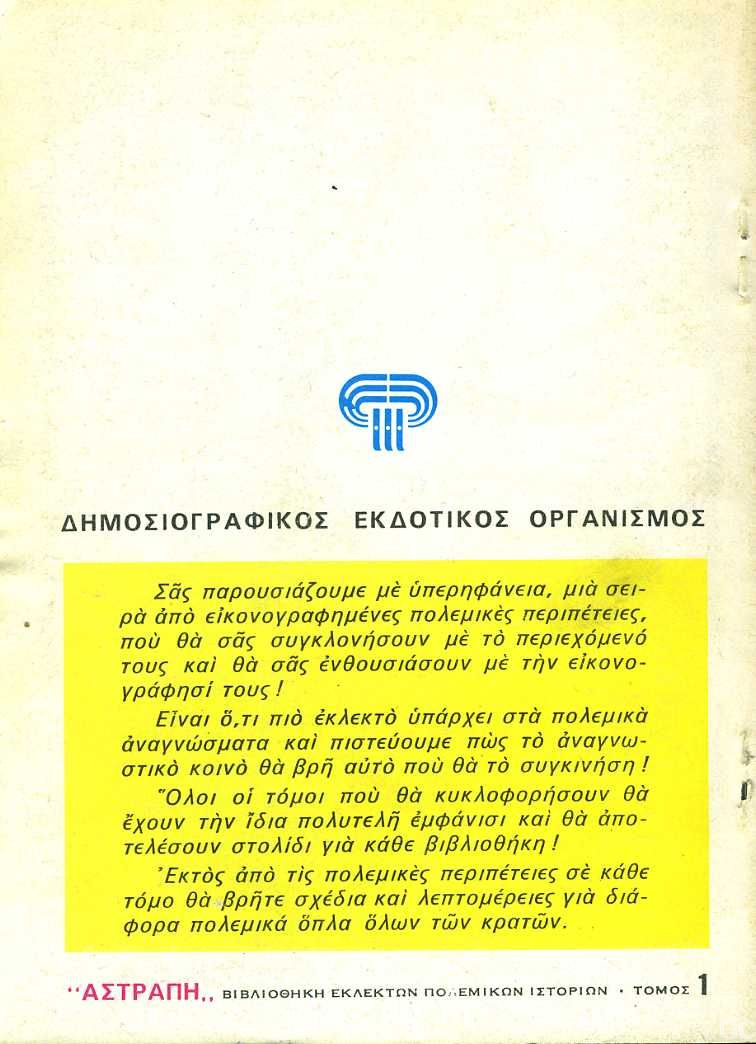 ΔΗΜΟΣΙΟΓΡΑΦΙΚΟΣ ΕΚΔΟΤΙΚΟΣ ΟΡΓΑΝΙΣΜΟΣ
Σᾶς παρουσιάζουμε μὲ ὑπερηφάνεια, μιὰ σει-
ρὰ ἀπὸ εἰκονογραφημένες πολεμικὲς περιπέτειες,
ποὺ θὰ σᾶς συγκλονήσουν μὲ τὸ περιεχόμενό
τους καὶ θὰ σᾶς ἐνθουσιάσουν μὲ τὴν εἰκονο-
γράφησί τους!
Εἶναι ὅ,τι πιὸ ἐκλεκτὸ ὑπάρχει στὰ πολεμικὰ
ἀναγνώσματα καὶ πιστεύουμε πὼς τὸ ἀναγνω-
στικὸ κοινὸ θὰ βρῆ αὐτὸ ποὺ θὰ τὸ συγκινήση!
Ὅλοι οἱ τόμοι ποὺ θὰ κυκλοφορήσουν θὰ
ἔχουν τὴν ἴδια πολυτελῆ ἐμφάνισι καὶ θὰ ἀπο-
τελέσουν στολίδι γιὰ κάθε βιβλιοθήκη!
Ἐκτὸς ἀπὸ τὶς πολεμικὲς περιπέτειες σὲ κάθε
τόμο θὰ βρῆτε σχέδια καὶ λεπτομέρειες γιὰ διά-
φορα πολεμικά ὅπλα ὅλων τῶν κρατῶν.
"ΑΣΤΡΑΠΗ„ ΒΙΒΛΙΟΘΗΚΗ ΕΚΛΕΚΤΩΝ ΠΟΛΕΜΙΚΩΝ ΙΣΤΟΡΙΩΝ · ΤΟΜΟΣ 1